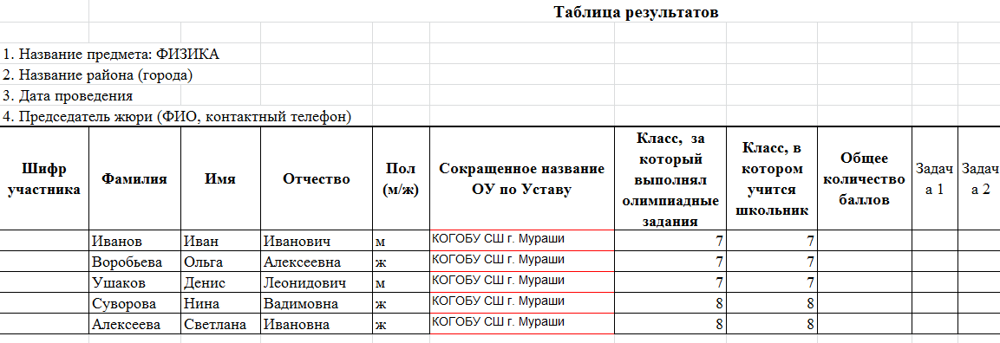 Таблица результатов
1. Название предмета: ФИЗИКА
2. Название района (города)
3. Дата проведения
4. Председатель жюри (ФИО, контактный телефон)
Шифр участника Фамилия Имя Отчество Пол (м/ж) Сокращенное название ОУ по Уставу Класс, за который выполнял олимпиадные задания Класс, в котором учится школьник Общее количество баллов Задача 1 Задача 2
Иванов Иван Иванович м КОГОБУ СШ г. Мураши 7 7
Воробьева Ольга Алексеевна ж КОГОБУ СШ г. Мураши 7 7
Ушаков Денис Леонидович м КОГОБУ СШ г. Мураши 7 7
Суворова Нина Вадимовна ж КОГОБУ СШ г. Мураши 8 8
Алексеева Светлана Ивановна ж КОГОБУ СШ г. Мураши 8 8